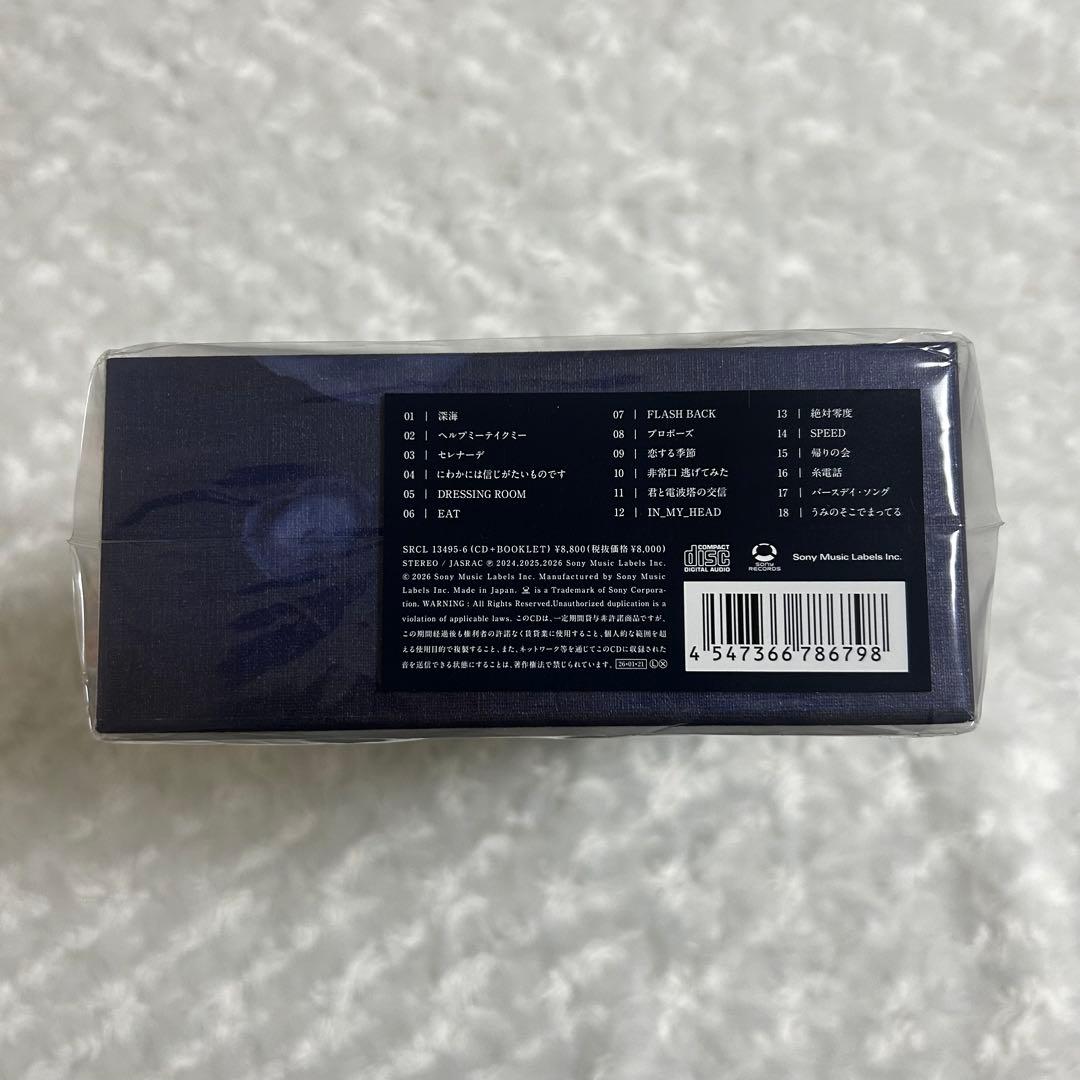 01 | 深海
02 | ヘルプミーテイクミー
03 | セレナーデ
04 | にわかには信じがたいものです
05 | DRESSING ROOM
06 | EAT
07 | FLASH BACK
08 | プロポーズ
09 | 恋する季節
10 | 非常口 逃げてみた
11 | 君と電波塔の交信
12 | IN_MY_HEAD
13 | 絶対零度
14 | SPEED
15 | 帰りの会
16 | 糸電話
17 | バースデイ・ソング
18 | うみのそこでまってる
SRCL 13495-6 (CD+BOOKLET) ¥8,800(税抜価格 ¥8,000)
STEREO / JASRAC ℗ 2024,2025,2026 Sony Music Labels Inc.
© 2026 Sony Music Labels Inc. Manufactured by Sony Music
Labels Inc. Made in Japan. is a Trademark of Sony Corpora-
tion. WARNING : All Rights Reserved.Unauthorized duplication is a
violation of applicable laws. このCDは、一定期間貸与非許諾商品ですが、
この期間経過後も権利者の許諾なく賃貸業に使用すること、個人的な範囲を超
える使用目的で複製すること、また、ネットワーク等を通じてこのCDに収録された
音を送信できる状態にすることは、著作権法で禁じられています。 26・01・21 Ⓛ Ⓧ
COMPACT
disc
DIGITAL AUDIO
SONY
RECORDS
Sony Music Labels Inc.
4 547366 786798